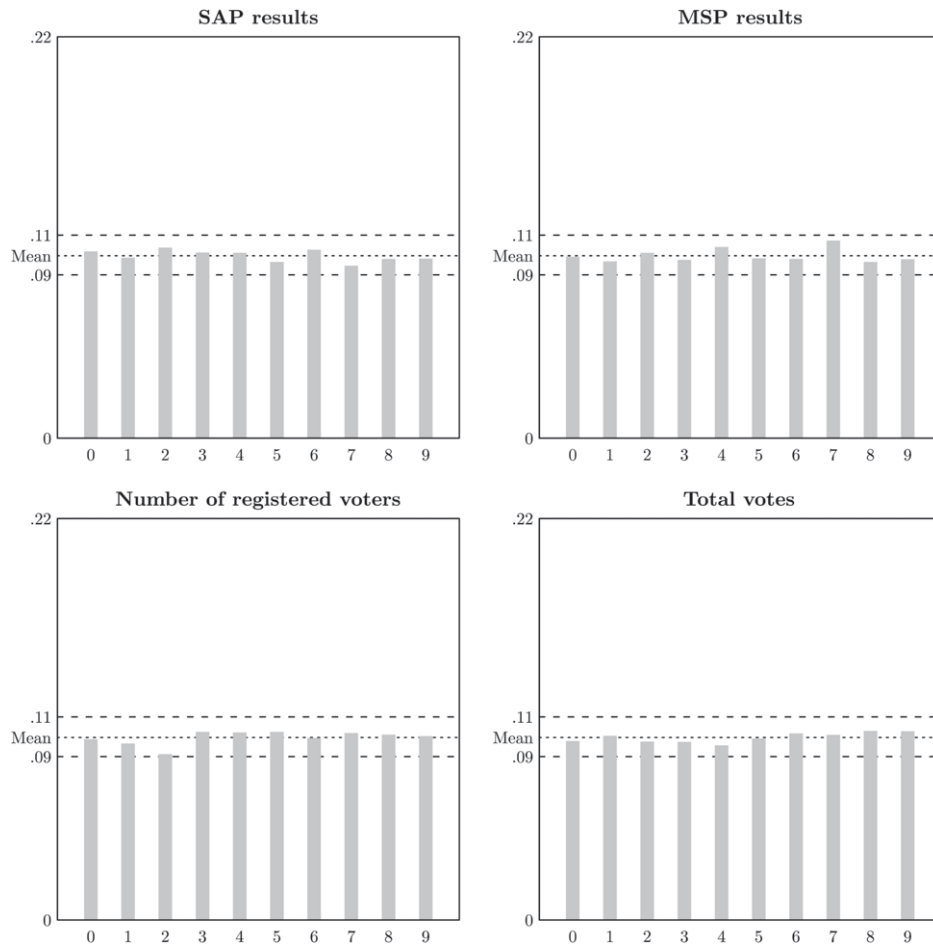 SAP results
.22
.11
Mean
.09
0
0 1 2 3 4 5 6 7 8 9
MSP results
.22
.11
Mean
.09
0
0 1 2 3 4 5 6 7 8 9
Number of registered voters
.22
.11
Mean
.09
0
0 1 2 3 4 5 6 7 8 9
Total votes
.22
.11
Mean
.09
0
0 1 2 3 4 5 6 7 8 9